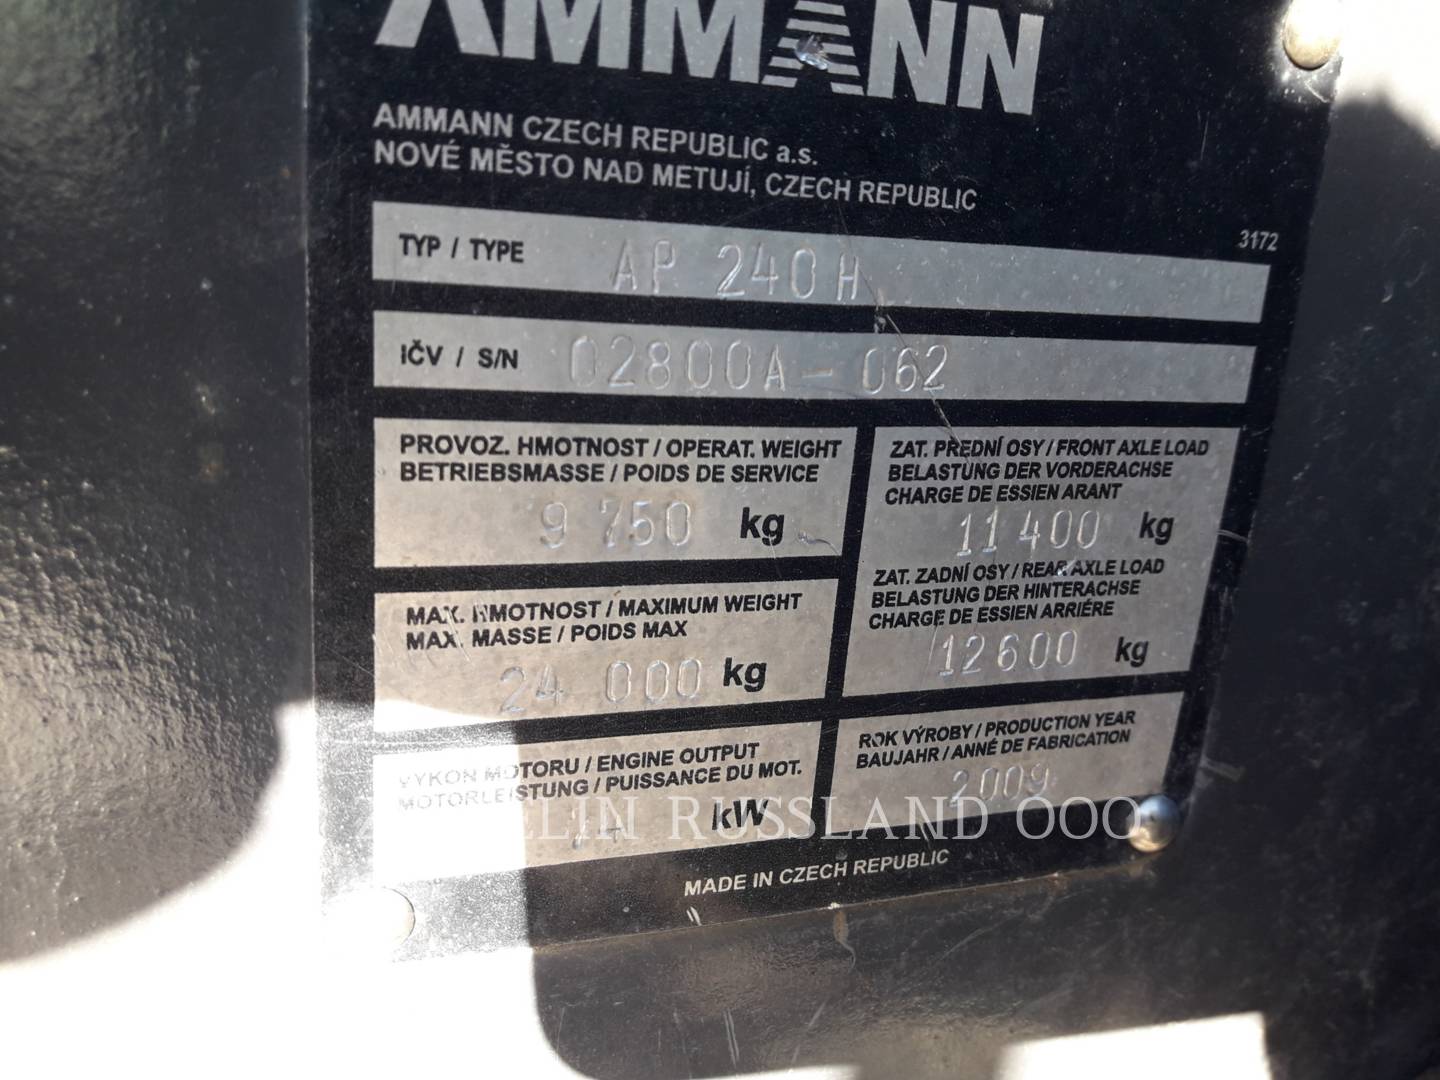 AMMANN
AMMANN CZECH REPUBLIC a.s.
NOVÉ MĚSTO NAD METUJÍ, CZECH REPUBLIC
3172
TYP / TYPE AP 240 H
IČV / S/N 02800A - 062
PROVOZ. HMOTNOST / OPERAT. WEIGHT
BETRIEBSMASSE / POIDS DE SERVICE
9 750 kg
ZAT. PŘEDNÍ OSY / FRONT AXLE LOAD
BELASTUNG DER VORDERACHSE
CHARGE DE ESSIEN ARANT
11 400 kg
MAX. HMOTNOST / MAXIMUM WEIGHT
MAX. MASSE / POIDS MAX
24 000 kg
ZAT. ZADNÍ OSY / REAR AXLE LOAD
BELASTUNG DER HINTERACHSE
CHARGE DE ESSIEN ARRIÉRE
12600 kg
VÝKON MOTORU / ENGINE OUTPUT
MOTORLEISTUNG / PUISSANCE DU MOT.
kW
ROK VÝROBY / PRODUCTION YEAR
BAUJAHR / ANNÉ DE FABRICATION
2009
ZEPPELIN RUSSLAND OOO
MADE IN CZECH REPUBLIC